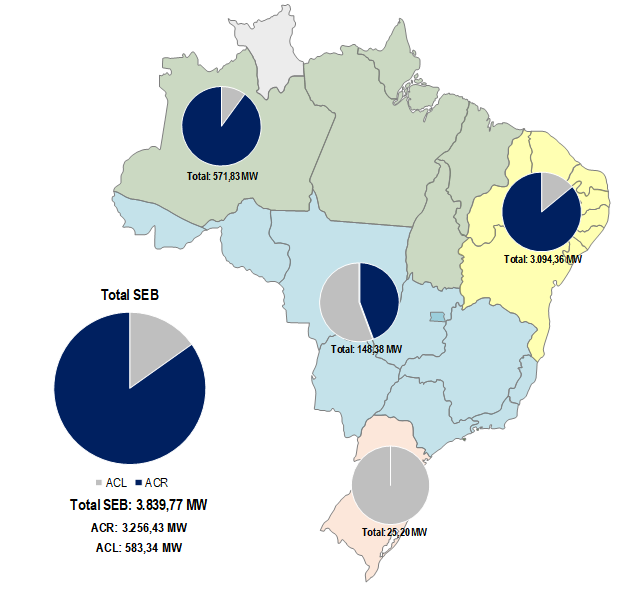 Total: 571,83 MW
Total: 3.094,36 MW
Total: 148,38 MW
Total SEB
ACL ACR
Total SEB: 3.839,77 MW
ACR: 3.256,43 MW
ACL: 583,34 MW
Total: 25,20 MW